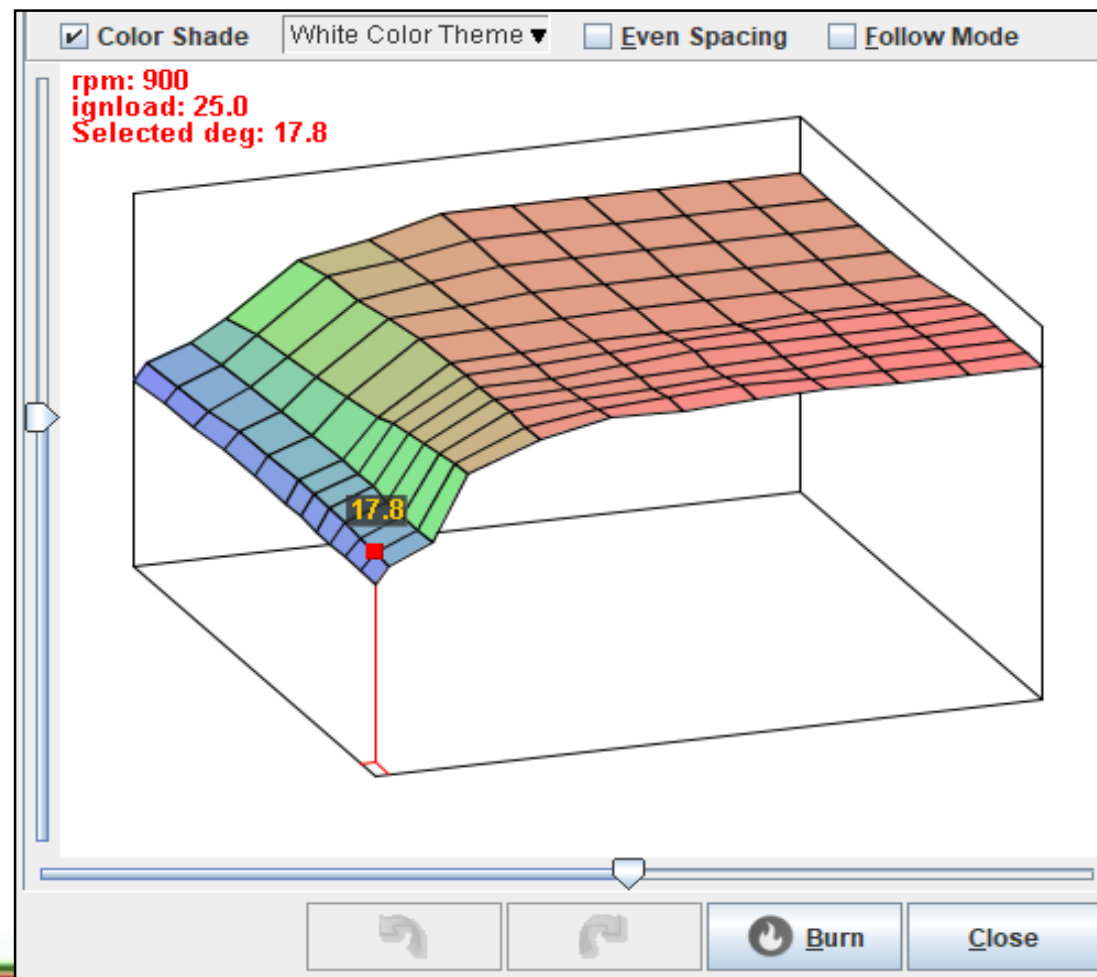 Color Shade White Color Theme Even Spacing Follow Mode
rpm: 900
ignload: 25.0
Selected deg: 17.8
17.8
Burn Close